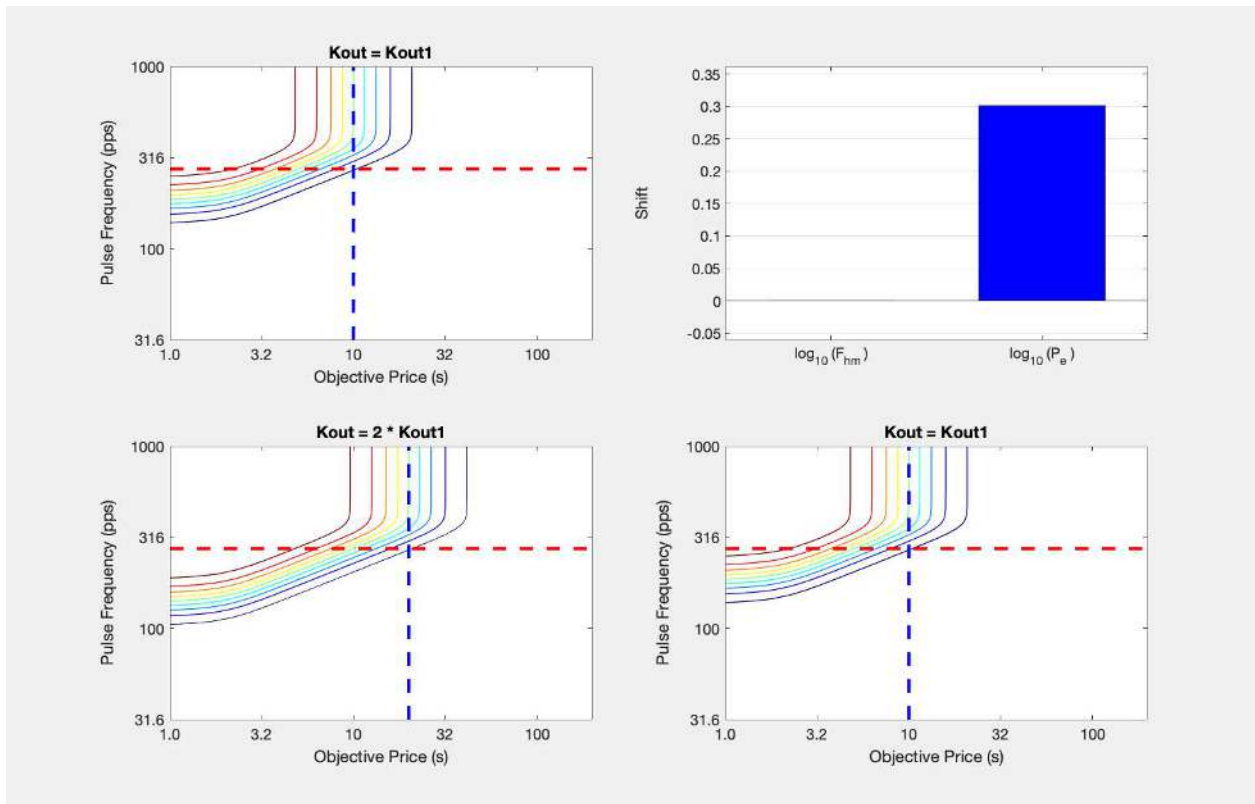 Kout = Kout1
1000
316
100
31.6
Pulse Frequency (pps)
1.0 3.2 10 32 100
Objective Price (s)
0.35
0.3
0.25
0.2
0.15
0.1
0.05
0
-0.05
Shift
log10(Fhm) log10(Pe)
Kout = 2 * Kout1
1000
316
100
31.6
Pulse Frequency (pps)
1.0 3.2 10 32 100
Objective Price (s)
Kout = Kout1
1000
316
100
31.6
Pulse Frequency (pps)
1.0 3.2 10 32 100
Objective Price (s)